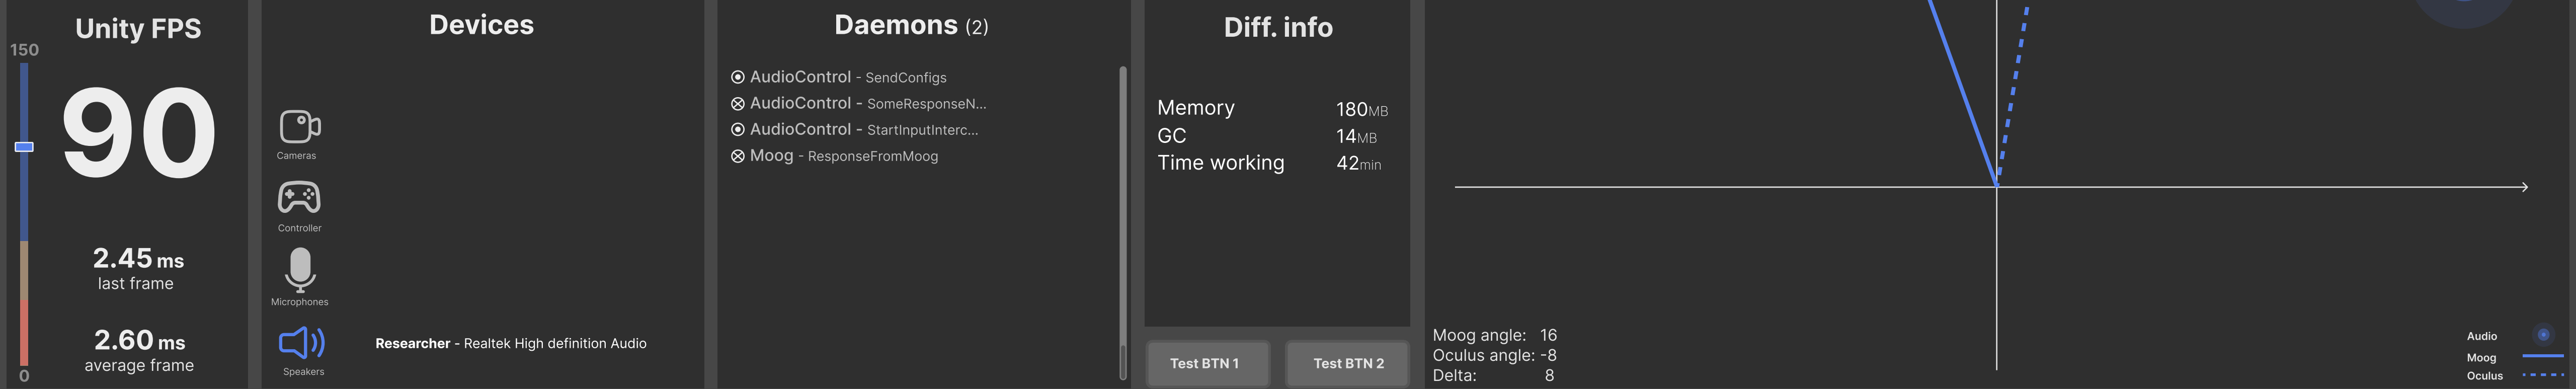 Unity FPS
150
90
2.45 ms
last frame
2.60 ms
average frame
0
Devices
Cameras
Controller
Microphones
Speakers
Researcher - Realtek High definition Audio
Daemons (2)
AudioControl - SendConfigs
AudioControl - SomeResponseN...
AudioControl - StartInputInterc...
Moog - ResponseFromMoog
Diff. info
Memory 180MB
GC 14MB
Time working 42min
Test BTN 1
Test BTN 2
Moog angle: 16
Oculus angle: -8
Delta: 8
Audio
Moog
Oculus